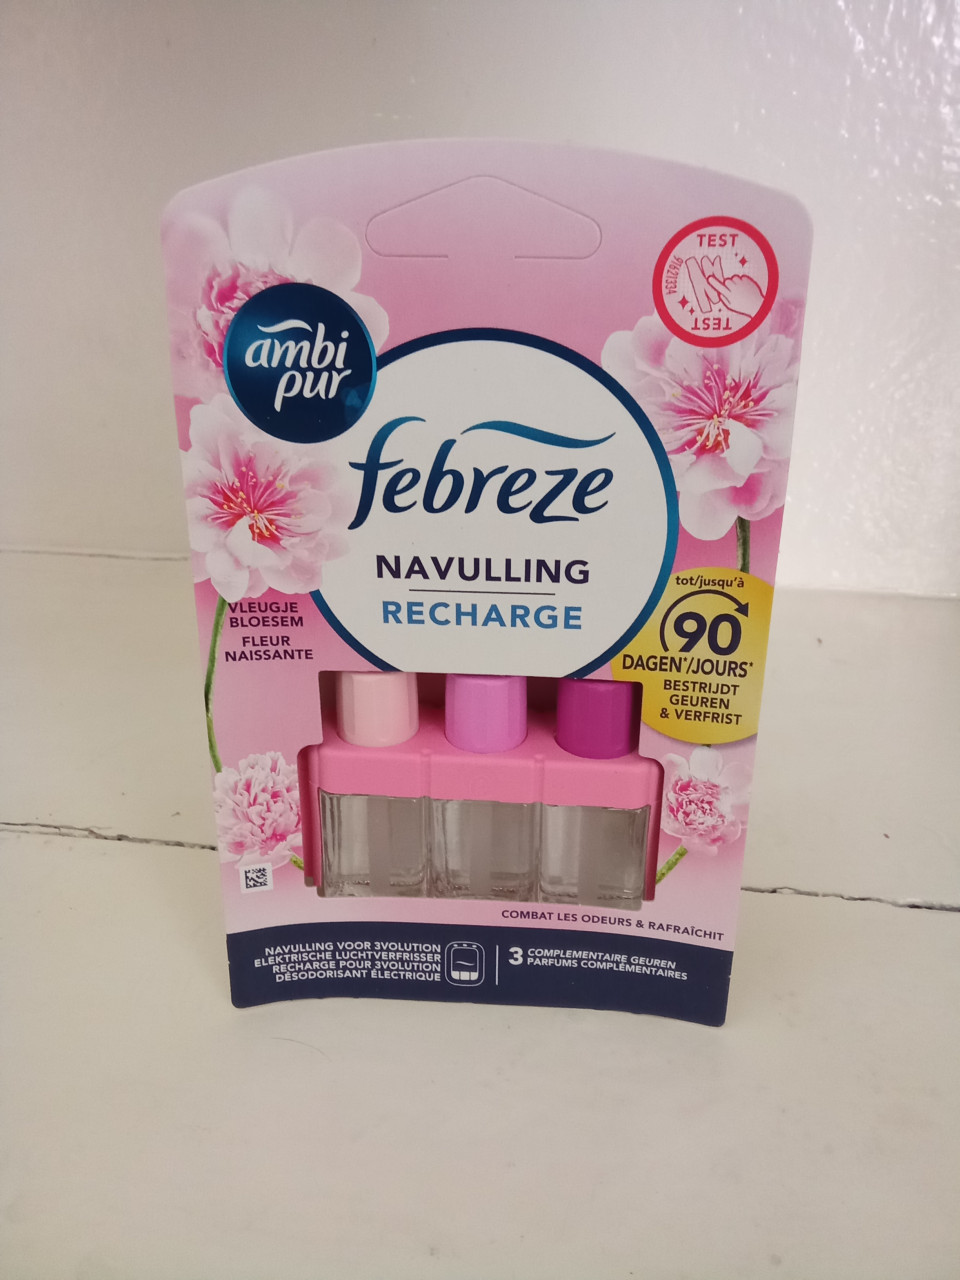 TEST
91621334
TEST
ambi
pur
febreze
NAVULLING
RECHARGE
VLEUGJE
BLOESEM
FLEUR
NAISSANTE
tot/jusqu'à
90
DAGEN*/JOURS*
BESTRIJDT
GEUREN
& VERFRIST
COMBAT LES ODEURS & RAFRAÎCHIT
NAVULLING VOOR 3VOLUTION
ELEKTRISCHE LUCHTVERFRISSER
RECHARGE POUR 3VOLUTION
DÉSODORISANT ÉLECTRIQUE
3 COMPLEMENTAIRE GEUREN
PARFUMS COMPLÉMENTAIRES